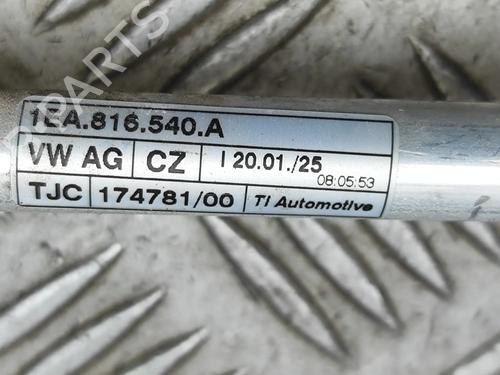 1EA.816.540.A
VW AG CZ I 20.01./25
08:05:53
TJC 174781/00 TI Automotive